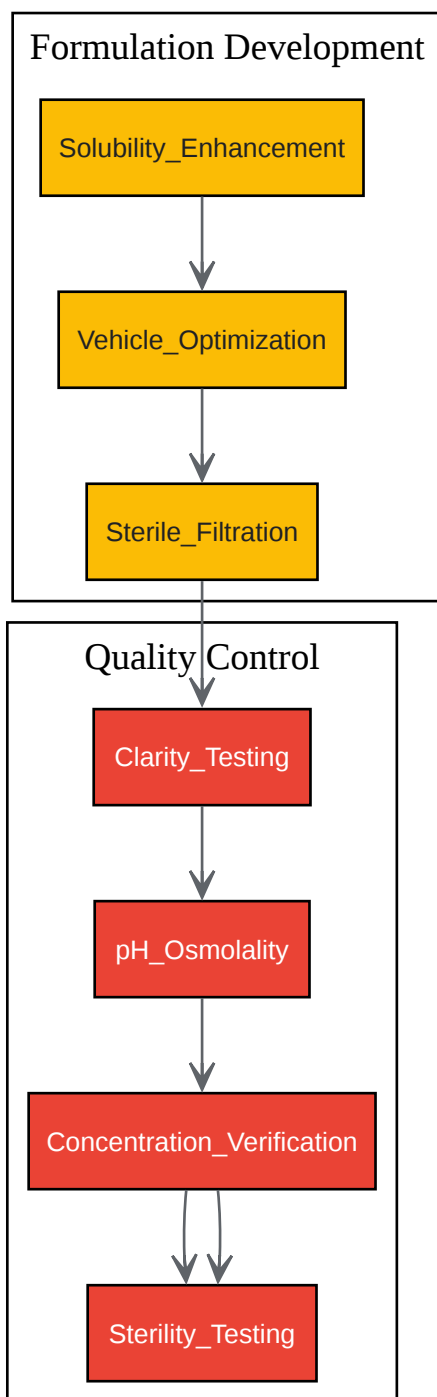 Formulation Development
Solubility_Enhancement
Vehicle_Optimization
Sterile_Filtration
Quality Control
Clarity_Testing
pH_Osmolality
Concentration_Verification
Sterility_Testing